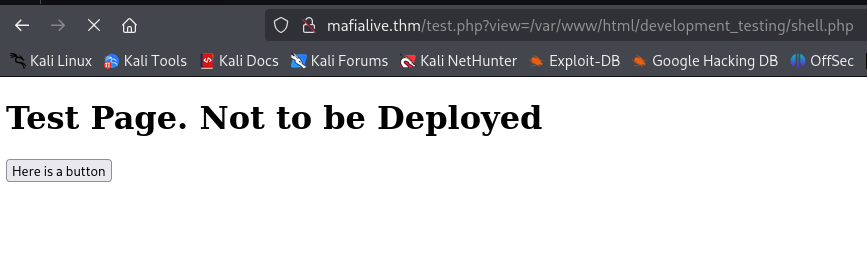 mafialive.thm/test.php?view=/var/www/html/development_testing/shell.php
Kali Linux Kali Tools Kali Docs Kali Forums Kali NetHunter Exploit-DB Google Hacking DB OffSec
Test Page. Not to be Deployed
Here is a button